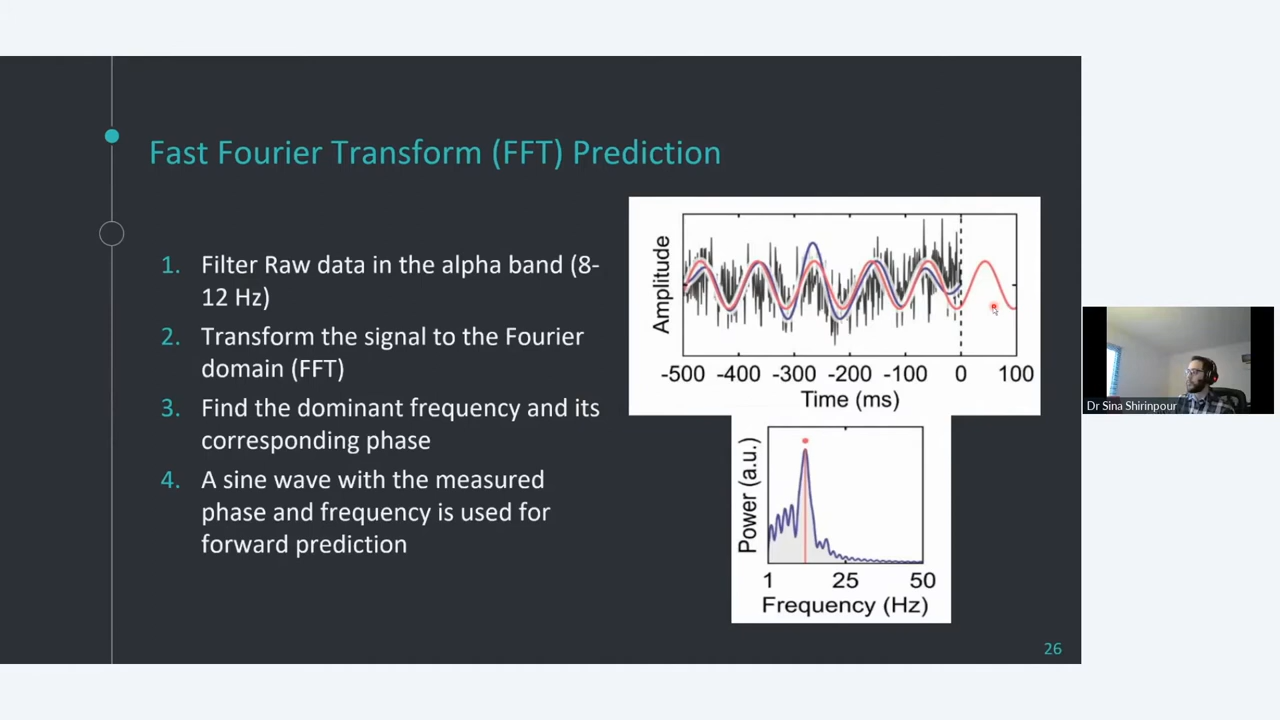 Fast Fourier Transform (FFT) Prediction
1. Filter Raw data in the alpha band (8-
12 Hz)
2. Transform the signal to the Fourier
domain (FFT)
3. Find the dominant frequency and its
corresponding phase
4. A sine wave with the measured
phase and frequency is used for
forward prediction
Amplitude
-500 -400 -300 -200 -100 0 100
Time (ms)
Power (a.u.)
1 25 50
Frequency (Hz)
Dr Sina Shirinpour
26